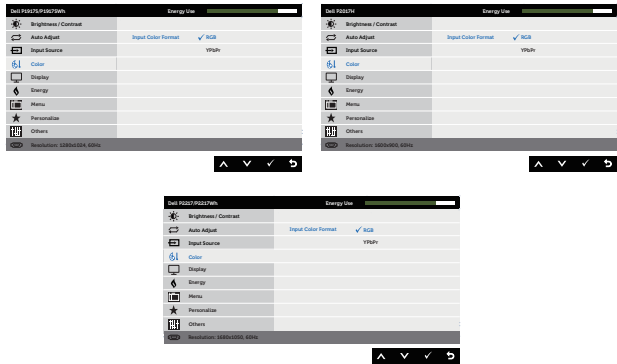 Dell P1917S/P1917SWh Energy Use
Brightness / Contrast
Auto Adjust Input Color Format ✓ RGB
Input Source YPbPr
Color
Display
Energy
Menu
Personalize
Others
Resolution: 1280x1024, 60Hz
Dell P2017H Energy Use
Brightness / Contrast
Auto Adjust Input Color Format ✓ RGB
Input Source YPbPr
Color
Display
Energy
Menu
Personalize
Others
Resolution: 1600x900, 60Hz
Dell P2217/P2217Wh Energy Use
Brightness / Contrast
Auto Adjust Input Color Format ✓ RGB
Input Source YPbPr
Color
Display
Energy
Menu
Personalize
Others
Resolution: 1680x1050, 60Hz